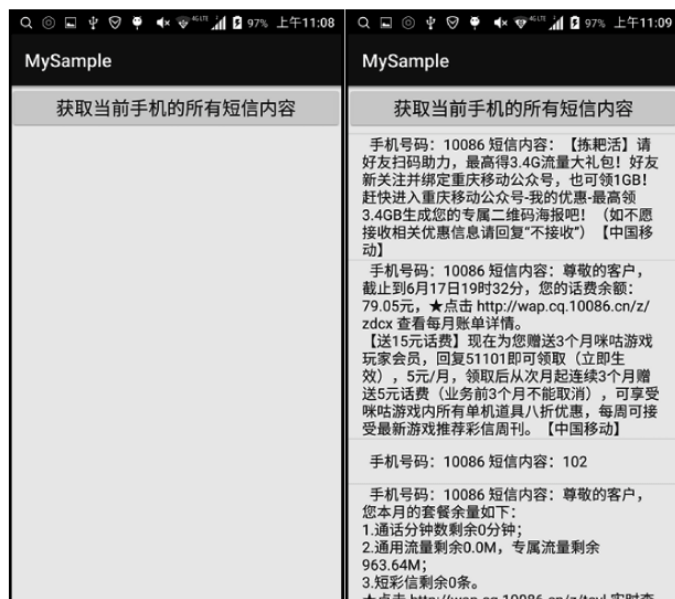 4G LTE 97% 上午11:08
MySample
获取当前手机的所有短信内容
4G LTE 97% 上午11:09
MySample
获取当前手机的所有短信内容
手机号码：10086 短信内容：【拣耙活】请
好友扫码助力，最高得3.4G流量大礼包！好友
新关注并绑定重庆移动公众号，也可领1GB！
赶快进入重庆移动公众号-我的优惠-最高领
3.4GB生成您的专属二维码海报吧！（如不愿
接收相关优惠信息请回复“不接收”）【中国移
动】
手机号码：10086 短信内容：尊敬的客户，
截止到6月17日19时32分，您的话费余额：
79.05元，★点击 http://wap.cq.10086.cn/z/
zdcx 查看每月账单详情。
【送15元话费】现在为您赠送3个月咪咕游戏
玩家会员，回复51101即可领取（立即生
效），5元/月，领取后从次月起连续3个月赠
送5元话费（业务前3个月不能取消），可享受
咪咕游戏内所有单机道具八折优惠，每周可接
受最新游戏推荐彩信周刊。【中国移动】
手机号码：10086 短信内容：102
手机号码：10086 短信内容：尊敬的客户，
您本月的套餐余量如下：
1.通话分钟数剩余0分钟；
2.通用流量剩余0.0M，专属流量剩余
963.64M；
3.短彩信剩余0条。
★点击 http://wap.cq.10086.cn/z/tcyl 实时查